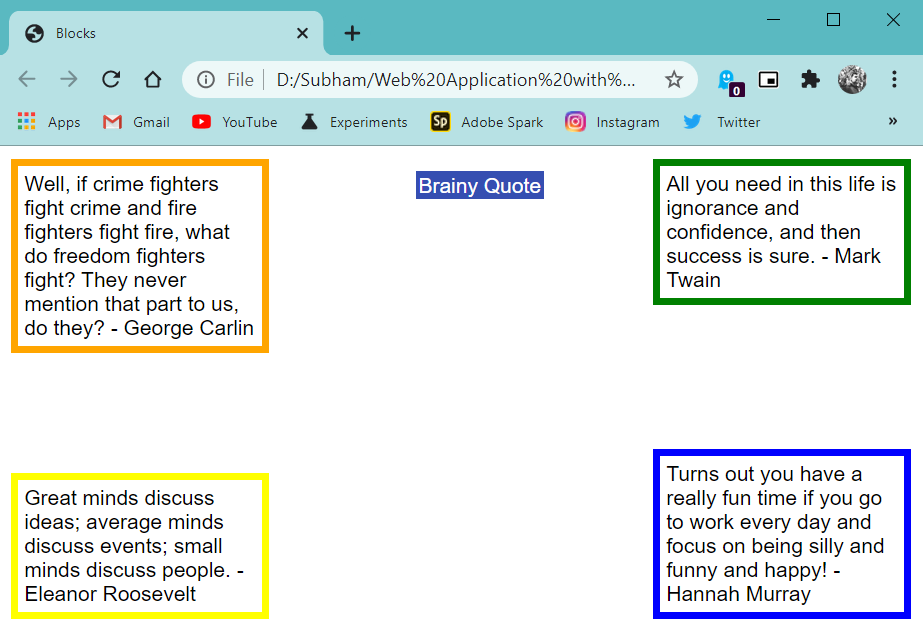 Blocks
File
D:/Subham/Web%20Application%20with%...
0
Apps
Gmail
YouTube
Experiments
Sp
Adobe Spark
Instagram
Twitter
»
Well, if crime fighters
fight crime and fire
fighters fight fire, what
do freedom fighters
fight? They never
mention that part to us,
do they? - George Carlin
Brainy Quote
All you need in this life is
ignorance and
confidence, and then
success is sure. - Mark
Twain
Great minds discuss
ideas; average minds
discuss events; small
minds discuss people. -
Eleanor Roosevelt
Turns out you have a
really fun time if you go
to work every day and
focus on being silly and
funny and happy! -
Hannah Murray